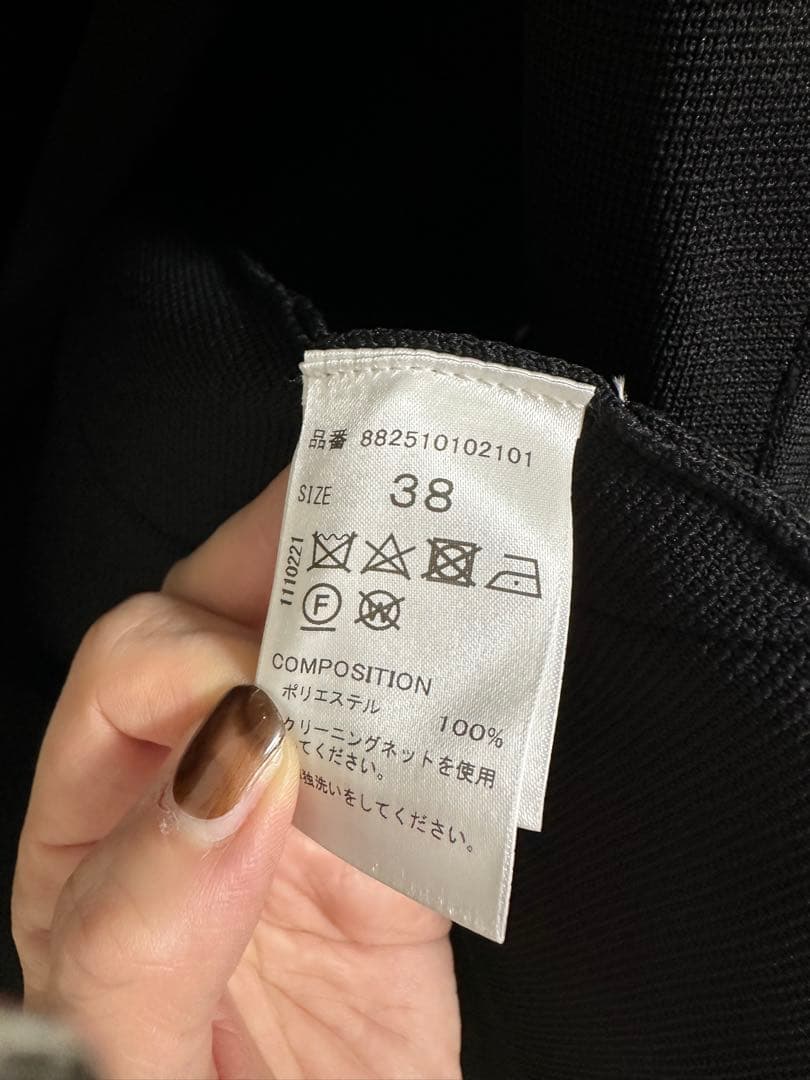 品番 882510102101
SIZE 38
1110221
F W
COMPOSITION
ポリエステル 100%
クリーニングネットを使用
てください。
独洗いをしてください。